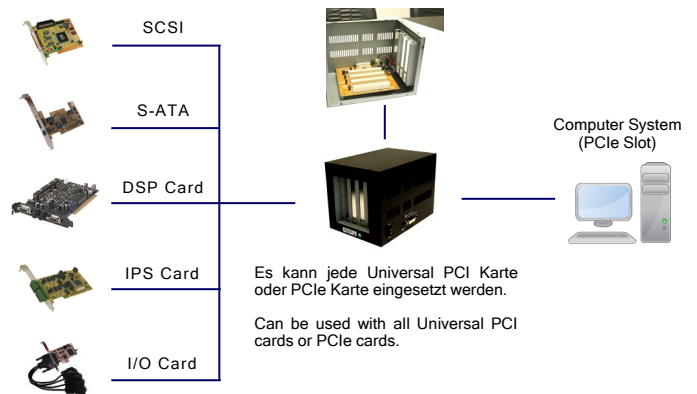 SCSI
S-ATA
DSP Card
IPS Card
I/O Card
Computer System
(PCIe Slot)
Es kann jede Universal PCI Karte
oder PCIe Karte eingesetzt werden.
Can be used with all Universal PCI
cards or PCIe cards.